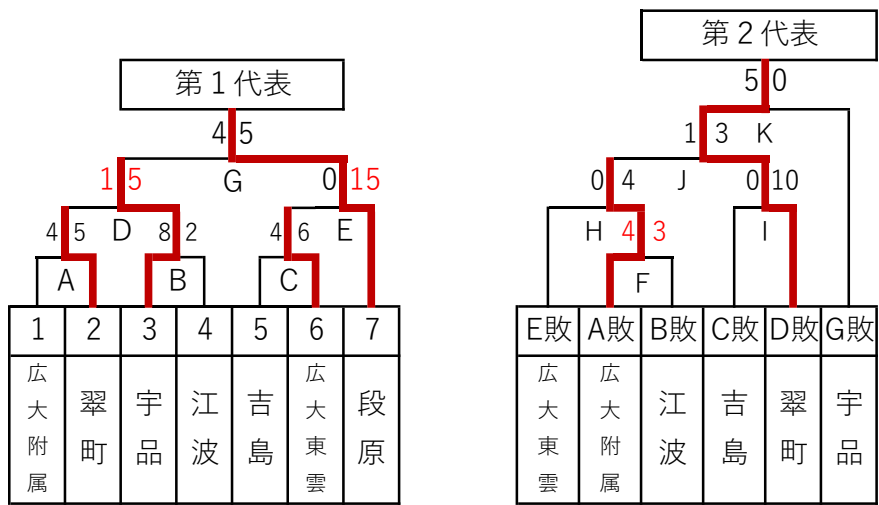 第１代表
4 5
1 5 G 0 15
4 5 D 8 2 4 6 E
A B C
1 2 3 4 5 6 7
広大附属 翠町 宇品 江波 吉島 広大東雲 段原
第２代表
5 0
1 3 K
0 4 J 0 10
H 4 3 I
F
E敗 A敗 B敗 C敗 D敗 G敗
広大東雲 広大附属 江波 吉島 翠町 宇品